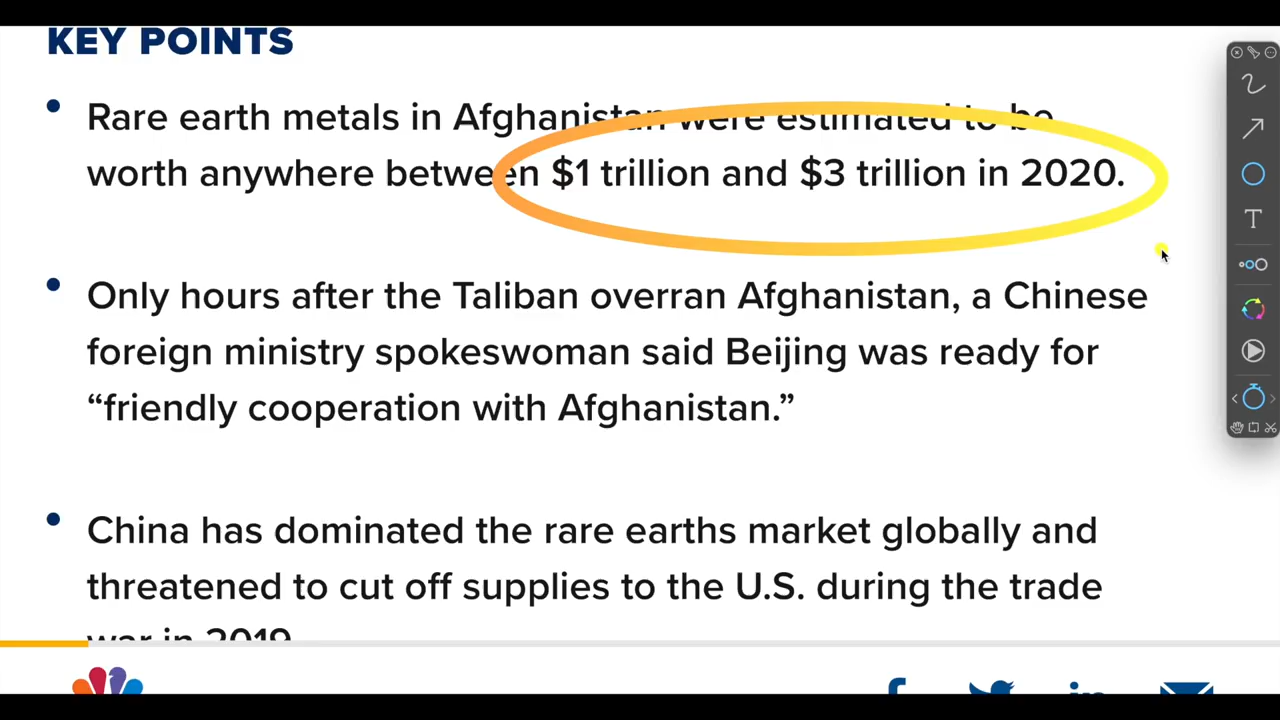 KEY POINTS
• Rare earth metals in Afghanistan were estimated to be
worth anywhere between $1 trillion and $3 trillion in 2020.
• Only hours after the Taliban overran Afghanistan, a Chinese
foreign ministry spokeswoman said Beijing was ready for
“friendly cooperation with Afghanistan.”
• China has dominated the rare earths market globally and
threatened to cut off supplies to the U.S. during the trade
war in 2019
T